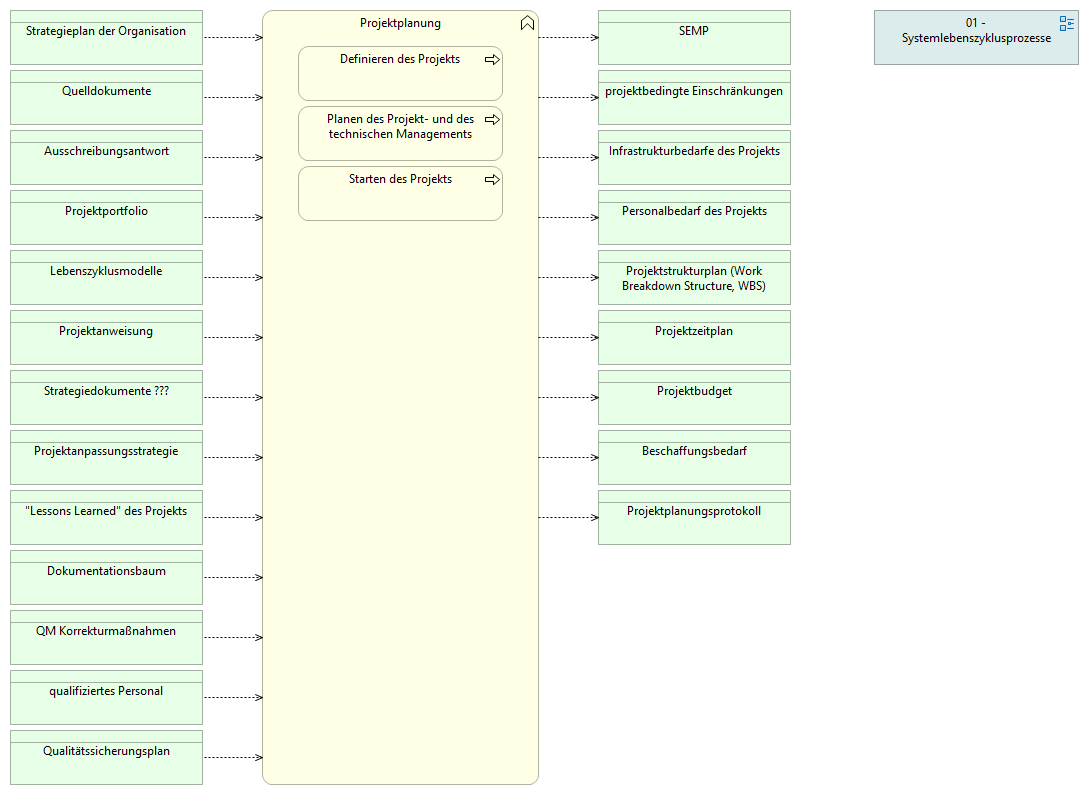 Strategieplan der Organisation
Quelldokumente
Ausschreibungsantwort
Projektportfolio
Lebenszyklusmodelle
Projektanweisung
Strategiedokumente ???
Projektanpassungsstrategie
"Lessons Learned" des Projekts
Dokumentationsbaum
QM Korrekturmaßnahmen
qualifiziertes Personal
Qualitätssicherungsplan
Projektplanung
Definieren des Projekts
Planen des Projekt- und des
technischen Managements
Starten des Projekts
SEMP
projektbedingte Einschränkungen
Infrastrukturbedarfe des Projekts
Personalbedarf des Projekts
Projektstrukturplan (Work
Breakdown Structure, WBS)
Projektzeitplan
Projektbudget
Beschaffungsbedarf
Projektplanungsprotokoll
01 -
Systemlebenszyklusprozesse